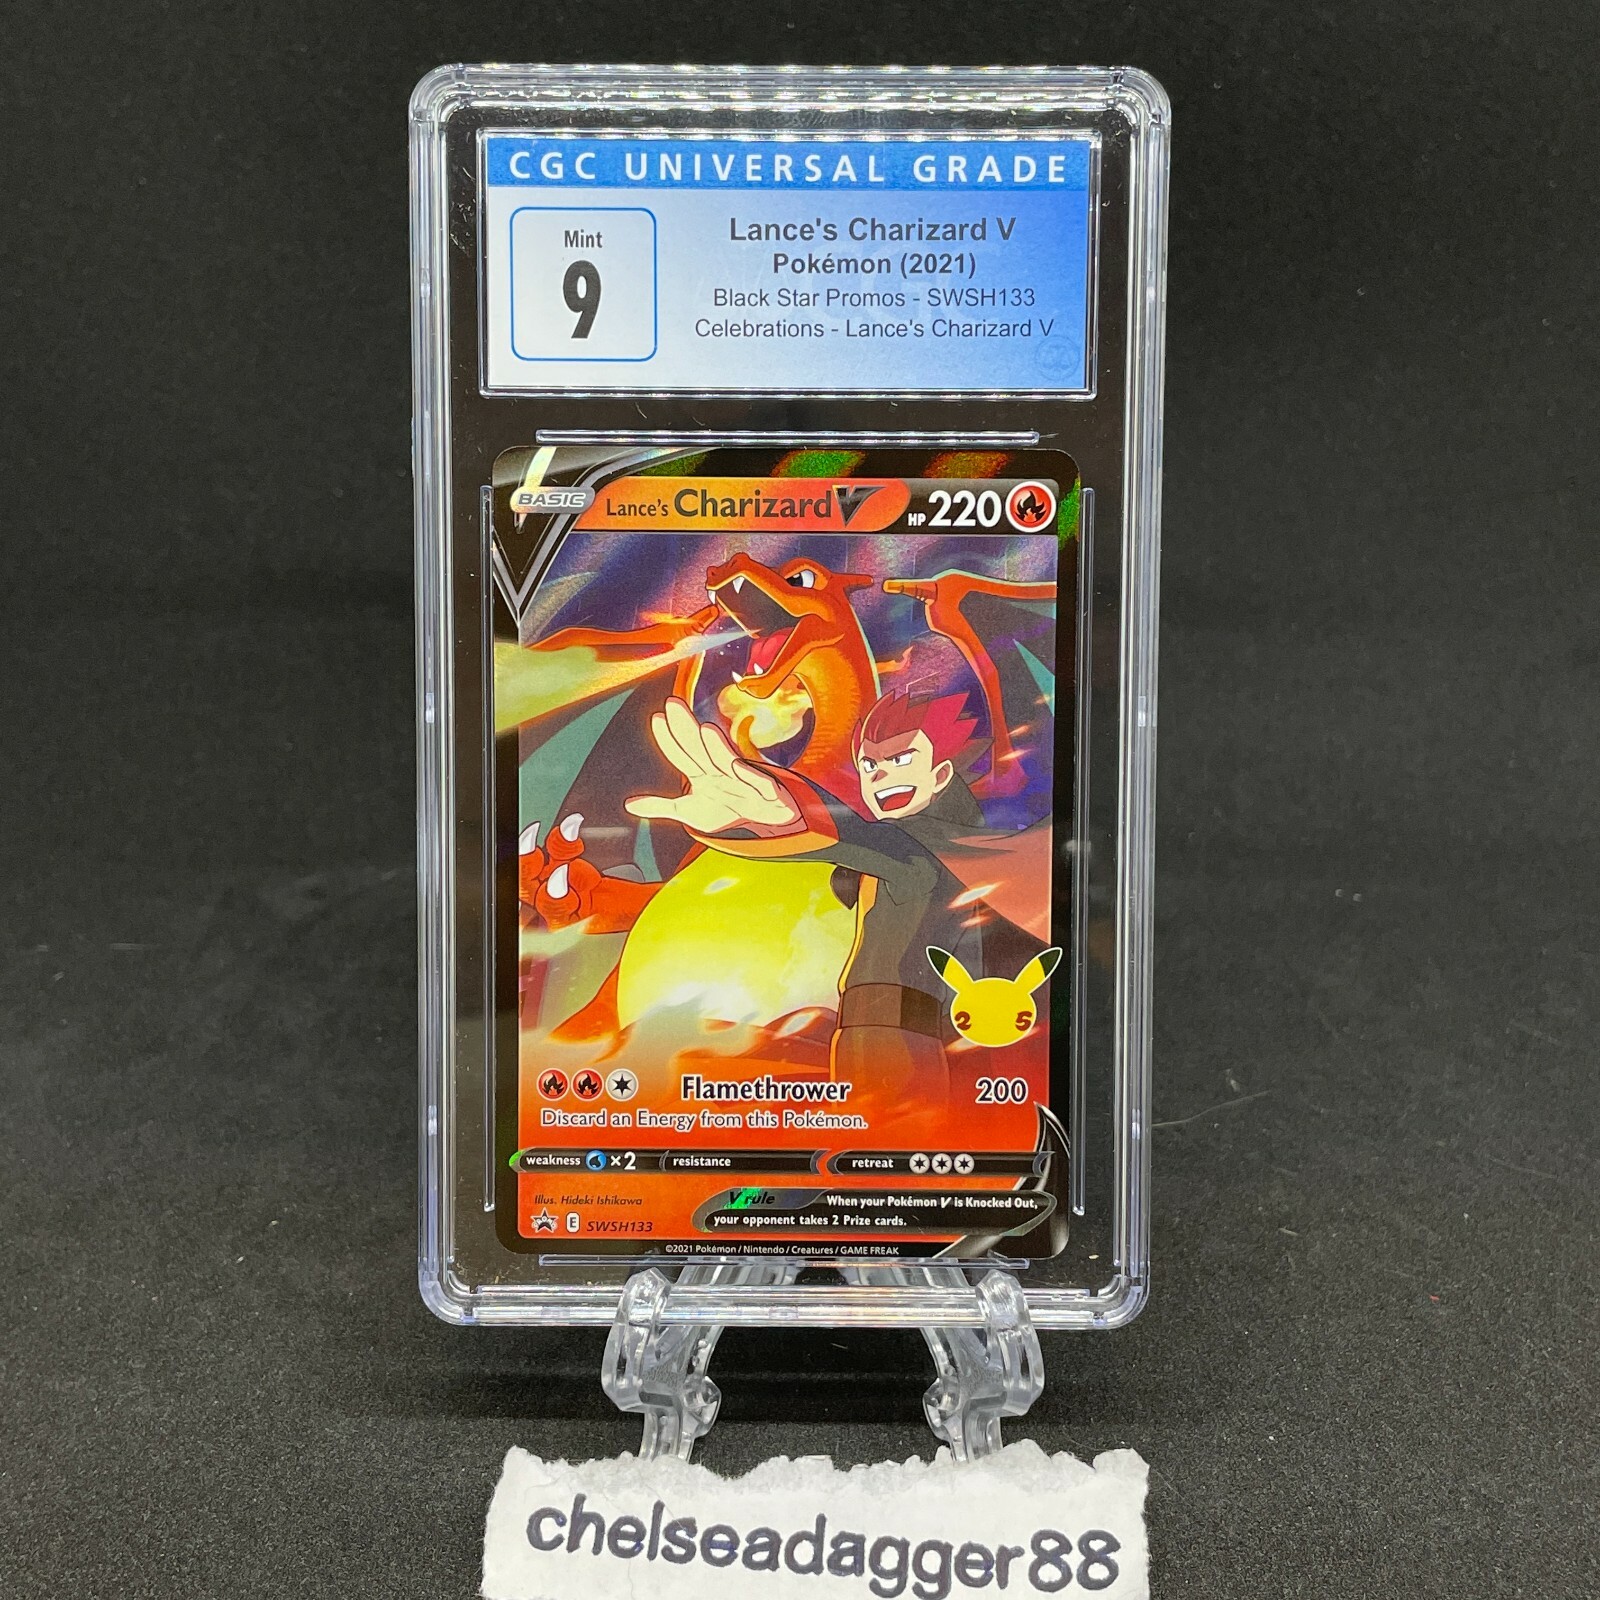 CGC UNIVERSAL GRADE
Mint
9
Lance's Charizard V
Pokémon (2021)
Black Star Promos - SWSH133
Celebrations - Lance's Charizard V
BASIC Lance's Charizard V HP 220
25
Flamethrower 200
Discard an Energy from this Pokémon.
weakness ×2 resistance retreat
Illus. Hideki Ishikawa
V rule When your Pokémon V is Knocked Out,
your opponent takes 2 Prize cards.
E SWSH133
©2021 Pokémon / Nintendo / Creatures / GAME FREAK
chelseadagger88